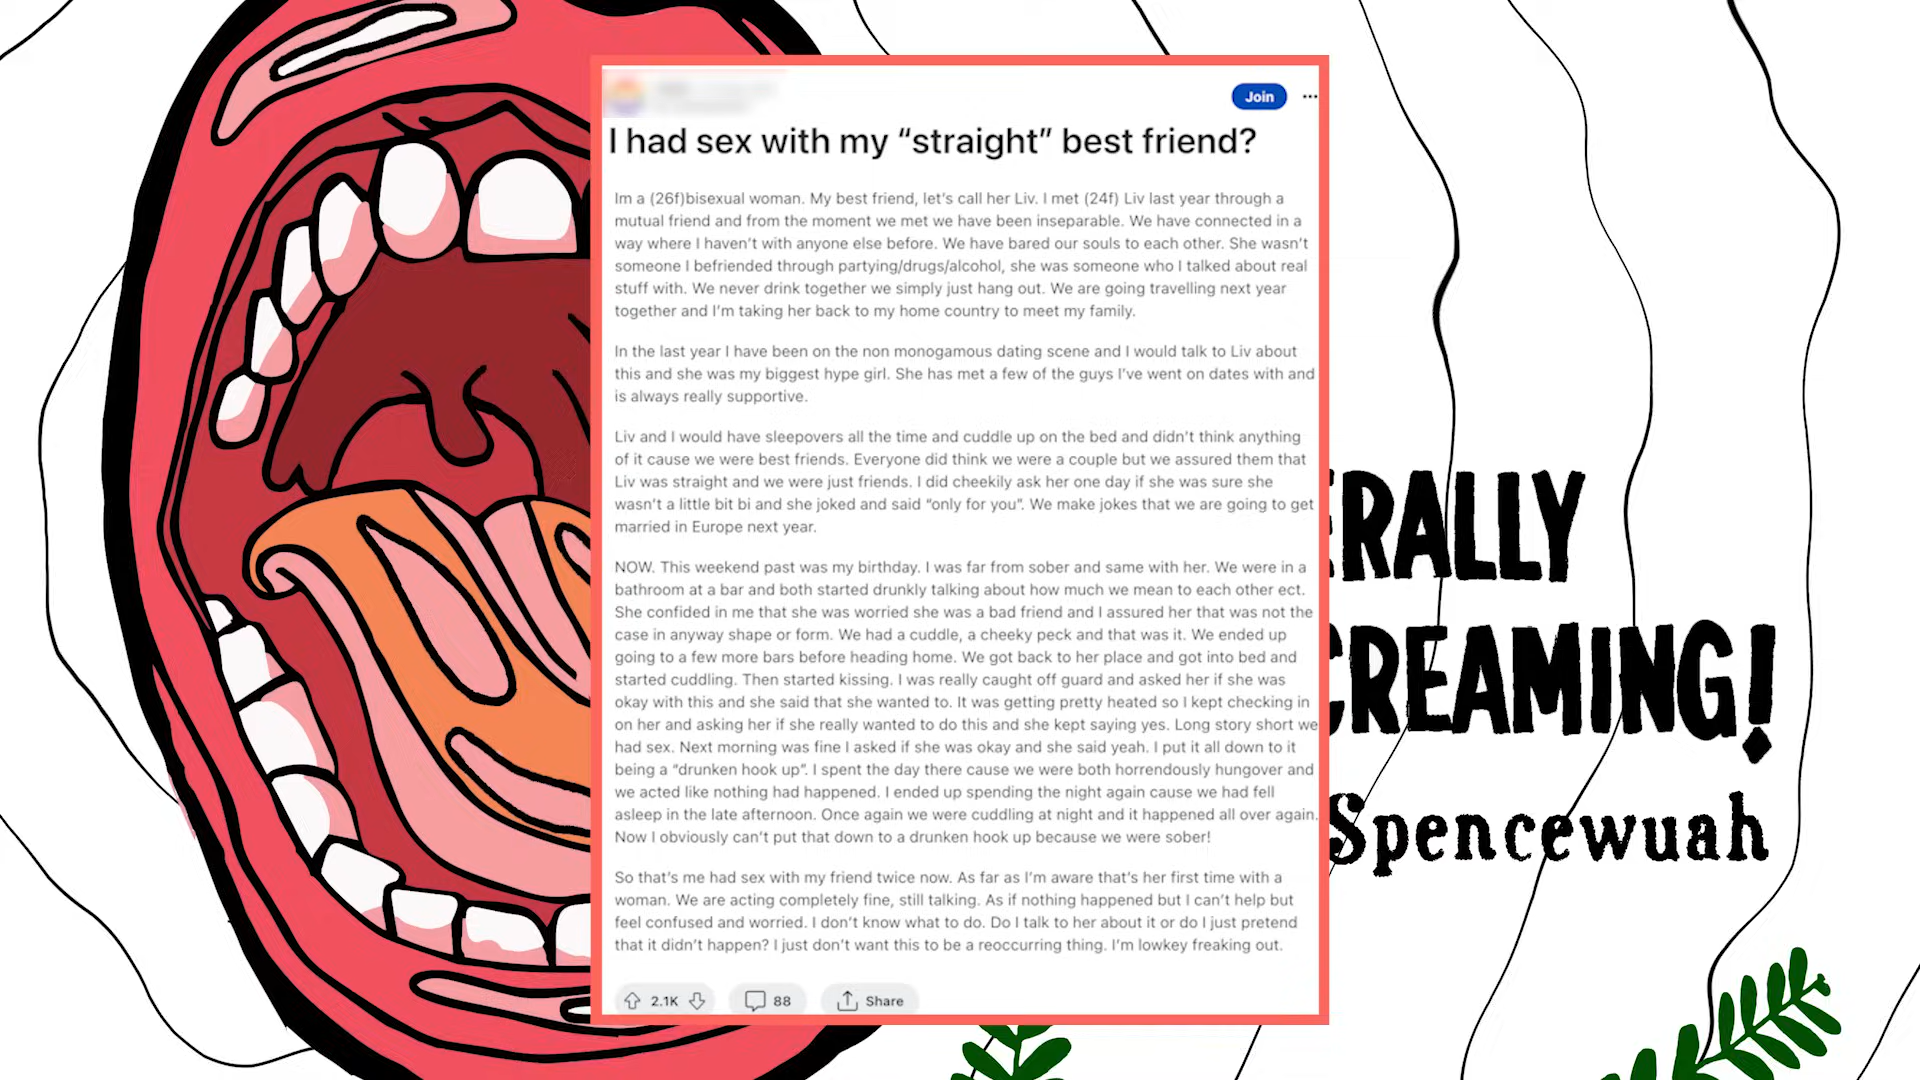 Join
I had sex with my “straight” best friend?
Im a (26f)bisexual woman. My best friend, let’s call her Liv. I met (24f) Liv last year through a
mutual friend and from the moment we met we have been inseparable. We have connected in a
way where I haven’t with anyone else before. We have bared our souls to each other. She wasn’t
someone I befriended through partying/drugs/alcohol, she was someone who I talked about real
stuff with. We never drink together we simply just hang out. We are going travelling next year
together and I’m taking her back to my home country to meet my family.
In the last year I have been on the non monogamous dating scene and I would talk to Liv about
this and she was my biggest hype girl. She has met a few of the guys I’ve went on dates with and
is always really supportive.
Liv and I would have sleepovers all the time and cuddle up on the bed and didn’t think anything
of it cause we were best friends. Everyone did think we were a couple but we assured them that
Liv was straight and we were just friends. I did cheekily ask her one day if she was sure she
wasn’t a little bit bi and she joked and said “only for you”. We make jokes that we are going to get
married in Europe next year.
NOW. This weekend past was my birthday. I was far from sober and same with her. We were in a
bathroom at a bar and both started drunkly talking about how much we mean to each other ect.
She confided in me that she was worried she was a bad friend and I assured her that was not the
case in anyway shape or form. We had a cuddle, a cheeky peck and that was it. We ended up
going to a few more bars before heading home. We got back to her place and got into bed and
started cuddling. Then started kissing. I was really caught off guard and asked her if she was
okay with this and she said that she wanted to. It was getting pretty heated so I kept checking in
on her and asking her if she really wanted to do this and she kept saying yes. Long story short we
had sex. Next morning was fine I asked if she was okay and she said yeah. I put it all down to it
being a “drunken hook up”. I spent the day there cause we were both horrendously hungover and
we acted like nothing had happened. I ended up spending the night again cause we had fell
asleep in the late afternoon. Once again we were cuddling at night and it happened all over again.
Now I obviously can’t put that down to a drunken hook up because we were sober!
So that’s me had sex with my friend twice now. As far as I’m aware that’s her first time with a
woman. We are acting completely fine, still talking. As if nothing happened but I can’t help but
feel confused and worried. I don’t know what to do. Do I talk to her about it or do I just pretend
that it didn’t happen? I just don’t want this to be a reoccurring thing. I’m lowkey freaking out.
2.1K 88 Share
ERALLY
CREAMING!
Spencewuah